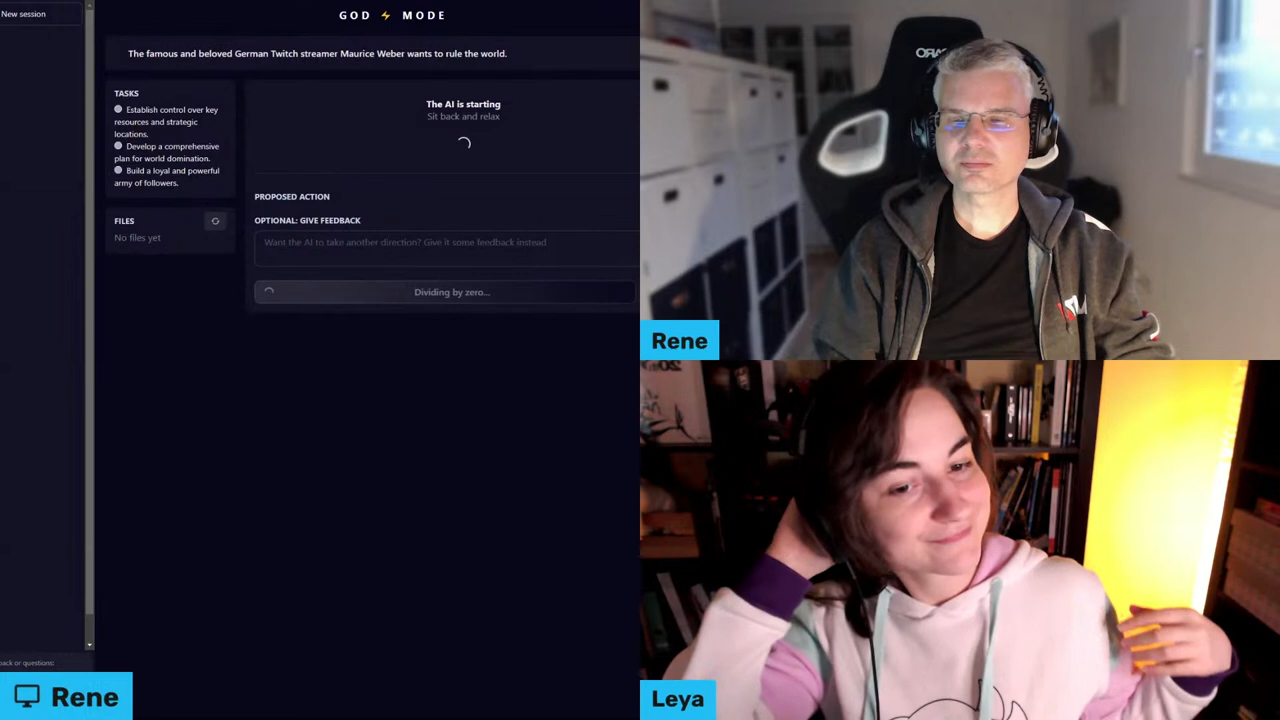 New session
GOD ⚡ MODE
The famous and beloved German Twitch streamer Maurice Weber wants to rule the world.
TASKS
Establish control over key
resources and strategic
locations.
Develop a comprehensive
plan for world domination.
Build a loyal and powerful
army of followers.
FILES
No files yet
The AI is starting
Sit back and relax
PROPOSED ACTION
OPTIONAL: GIVE FEEDBACK
Want the AI to take another direction? Give it some feedback instead
Dividing by zero...
back or questions:
Rene
Rene
Leya